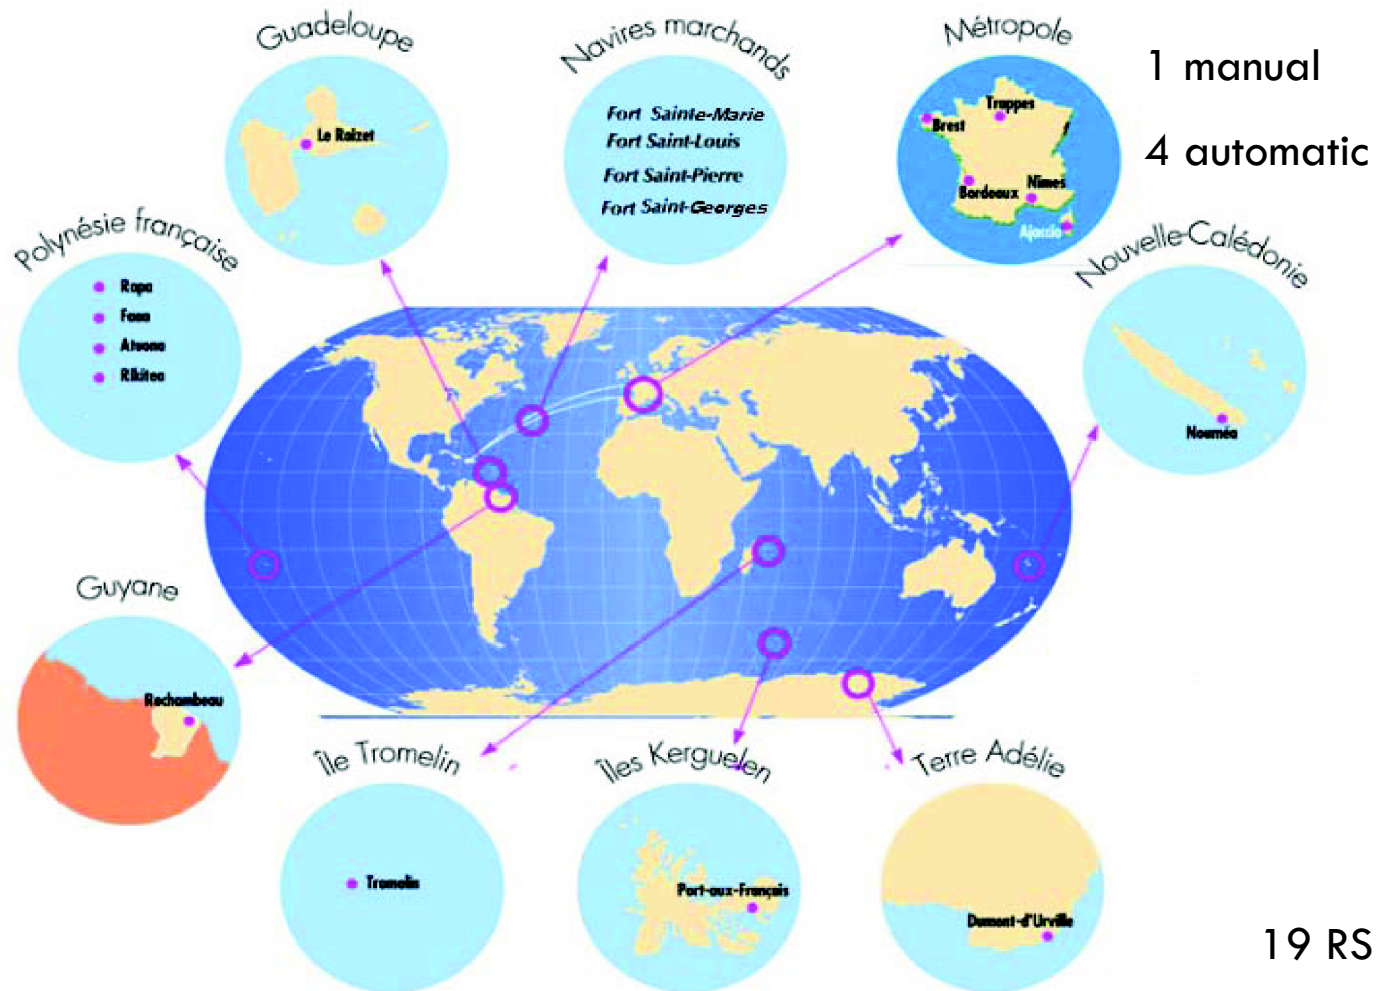 Guadeloupe
Le Raizet
Navires marchands
Fort Sainte-Marie
Fort Saint-Louis
Fort Saint-Pierre
Fort Saint-Georges
Métropole
Trappes
Brest
Bordeaux
Nimes
Ajaccio
1 manual
4 automatic
Polynésie française
Rapa
Faaa
Atuona
Rikitea
Nouvelle-Calédonie
Nouméa
Guyane
Rochambeau
Île Tromelin
Tromelin
Îles Kerguelen
Port-aux-Français
Terre Adélie
Dumont-d'Urville
19 RS